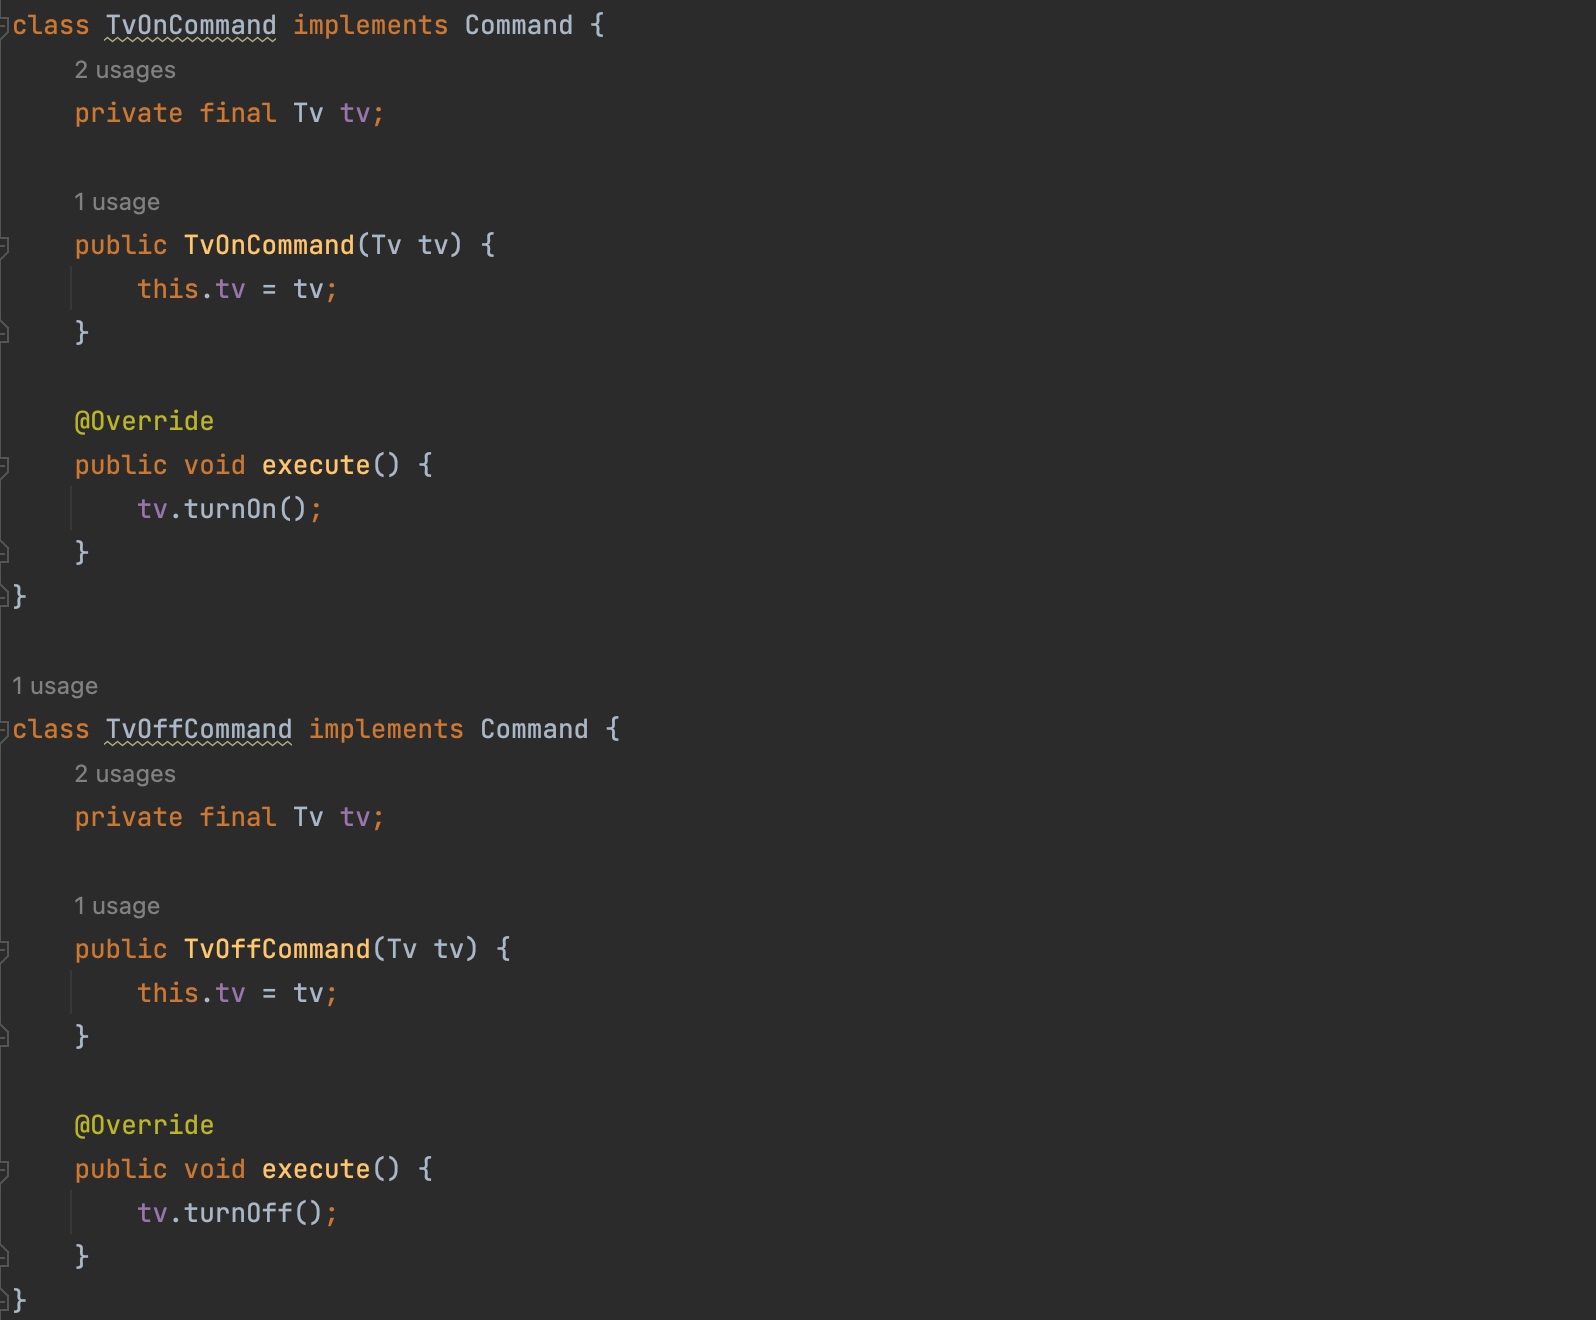 class TvOnCommand implements Command {
2 usages
private final Tv tv;
1 usage
public TvOnCommand(Tv tv) {
this.tv = tv;
}
@Override
public void execute() {
tv.turnOn();
}
}
1 usage
class TvOffCommand implements Command {
2 usages
private final Tv tv;
1 usage
public TvOffCommand(Tv tv) {
this.tv = tv;
}
@Override
public void execute() {
tv.turnOff();
}
}